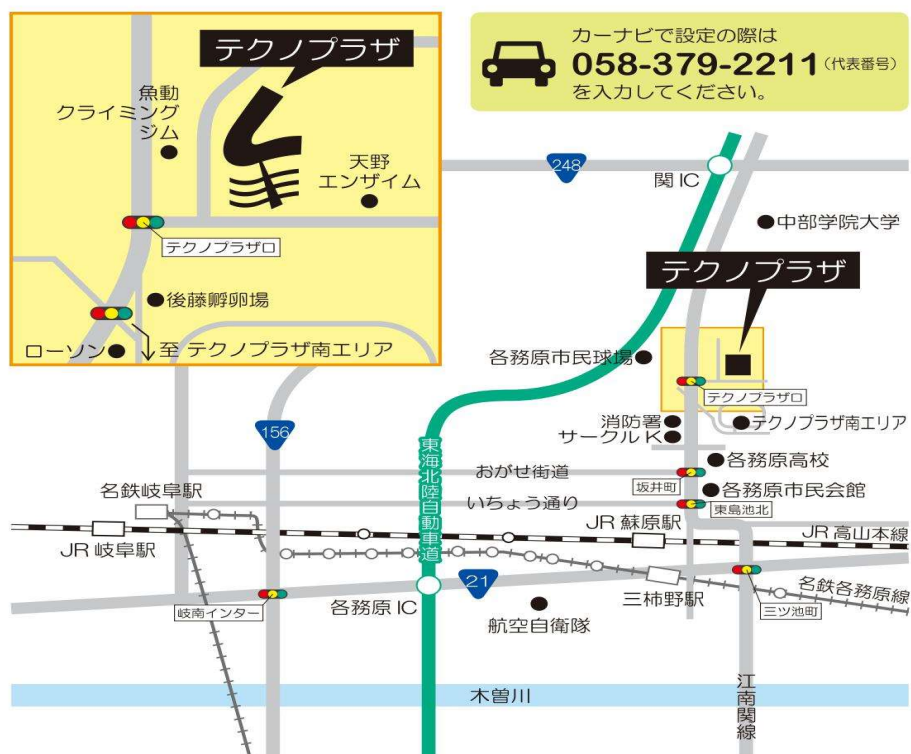 テクノプラザ
魚動
クライミング
ジム
天野
エンザイム
テクノプラザ口
後藤孵卵場
ローソン
至 テクノプラザ南エリア
カーナビで設定の際は
058-379-2211(代表番号)
を入力してください。
248
関IC
中部学院大学
テクノプラザ
各務原市民球場
テクノプラザ口
消防署
サークルK
テクノプラザ南エリア
156
東海北陸自動車道
おがせ街道
坂井町
各務原高校
いちょう通り
各務原市民会館
東島池北
名鉄岐阜駅
JR 岐阜駅
JR 蘇原駅
JR 高山本線
21
各務原IC
岐南インター
三柿野駅
名鉄各務原線
三ツ池町
航空自衛隊
木曽川
江南関線